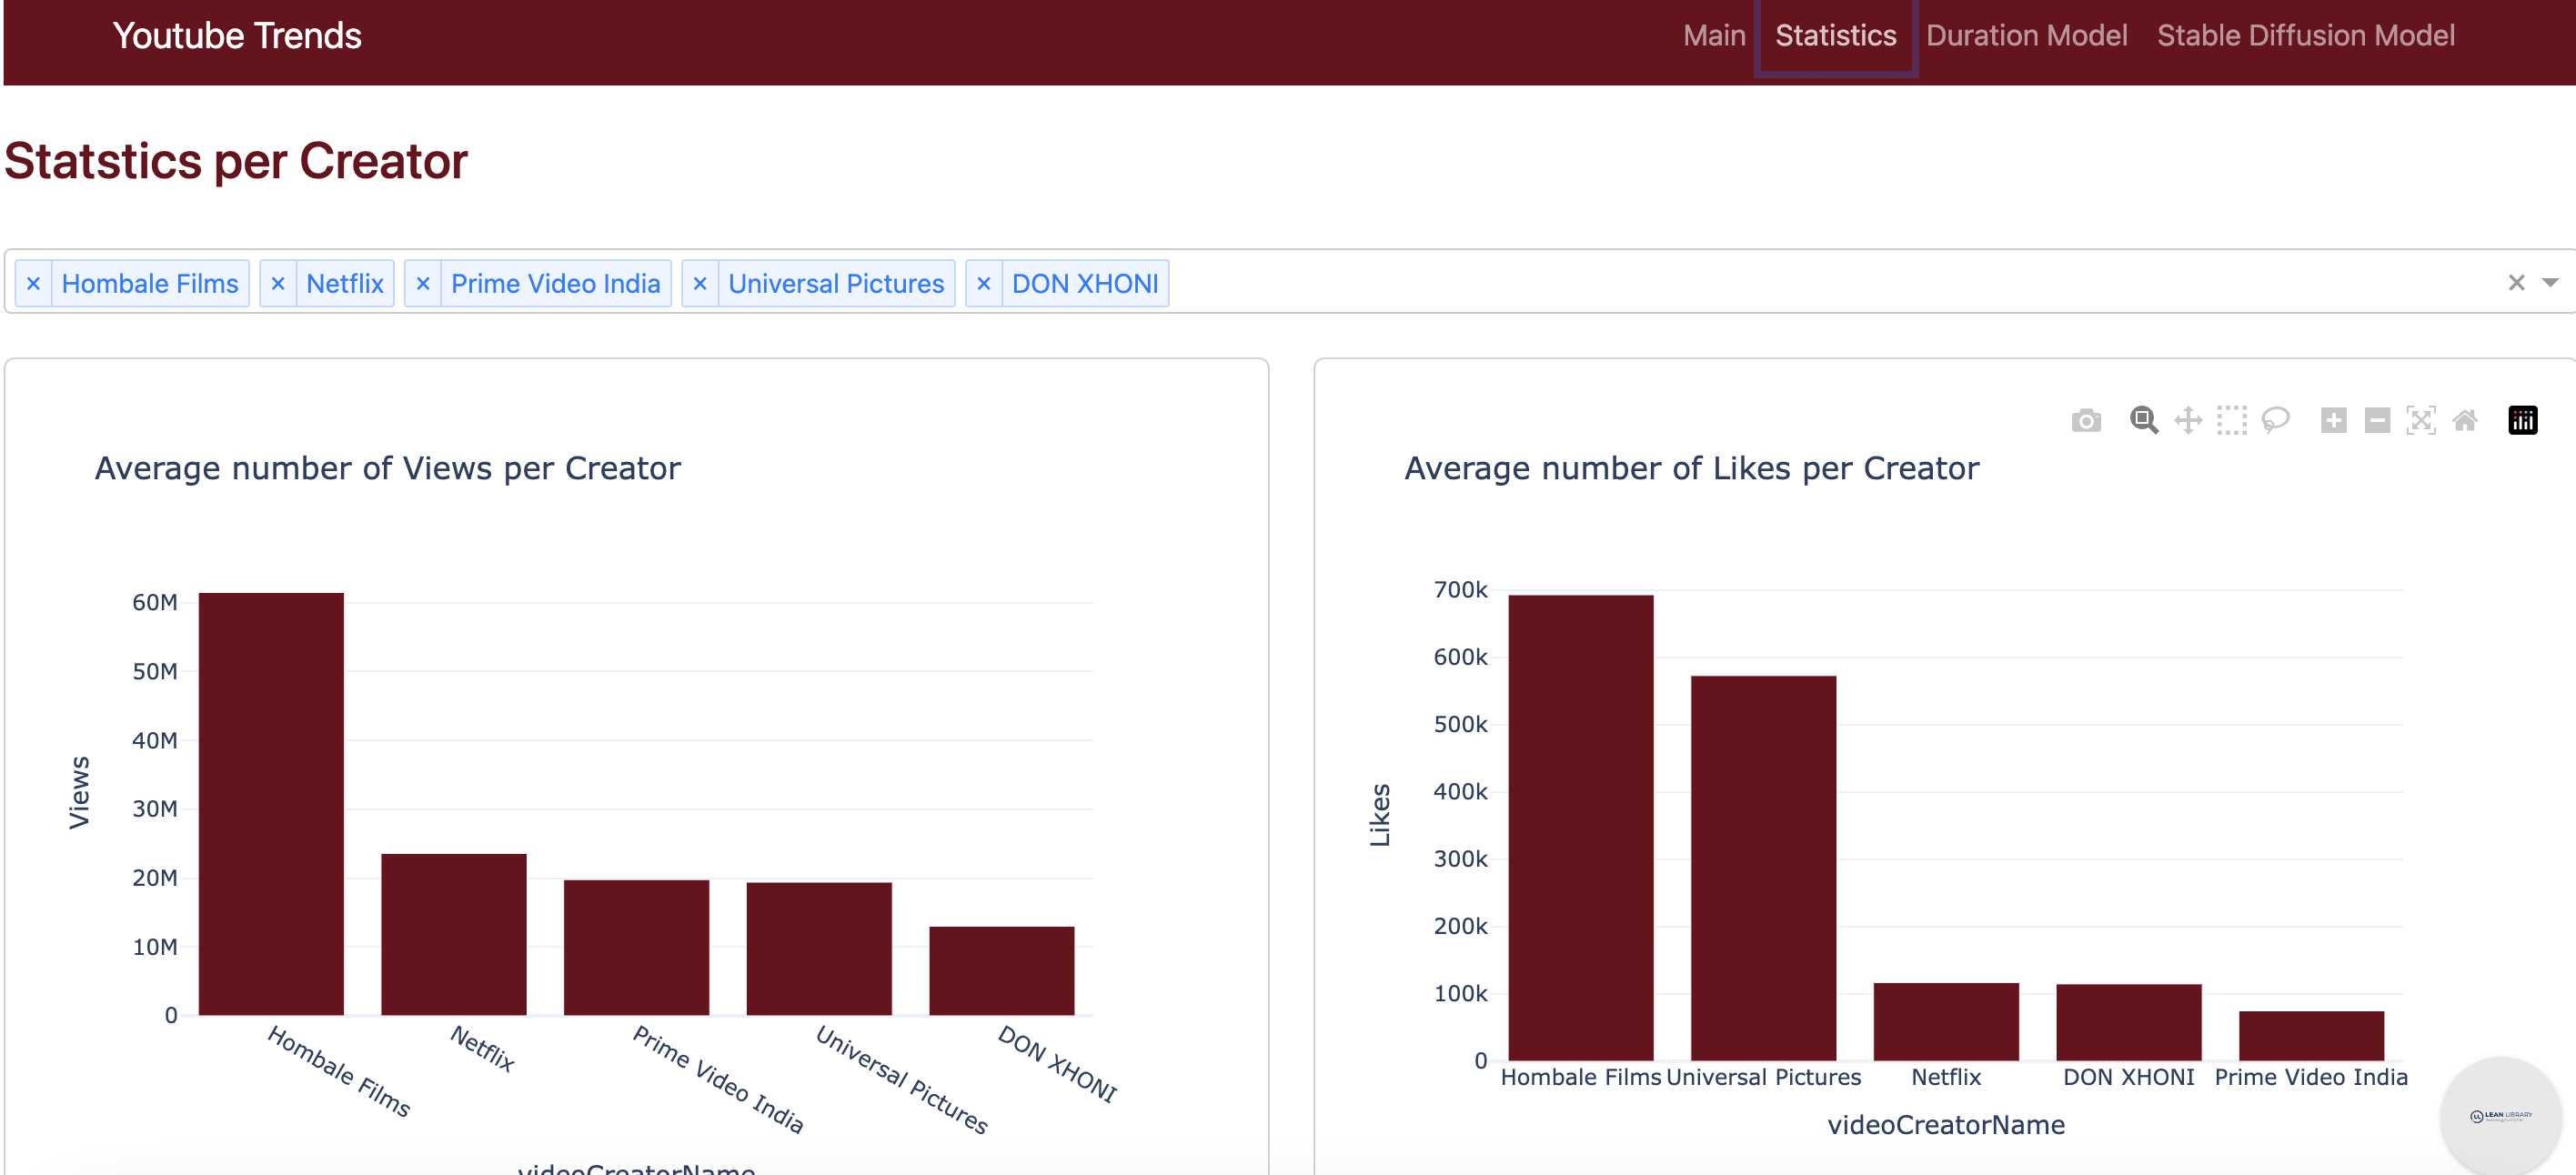 Youtube Trends
Main Statistics Duration Model Stable Diffusion Model
Statstics per Creator
× Hombale Films × Netflix × Prime Video India × Universal Pictures × DON XHONI
Average number of Views per Creator
60M
50M
40M
30M
20M
10M
0
Views
Hombale Films
Netflix
Prime Video India
Universal Pictures
DON XHONI
videoCreatorName
Average number of Likes per Creator
700k
600k
500k
400k
300k
200k
100k
0
Likes
Hombale Films Universal Pictures Netflix DON XHONI Prime Video India
videoCreatorName
LEAN LIBRARY